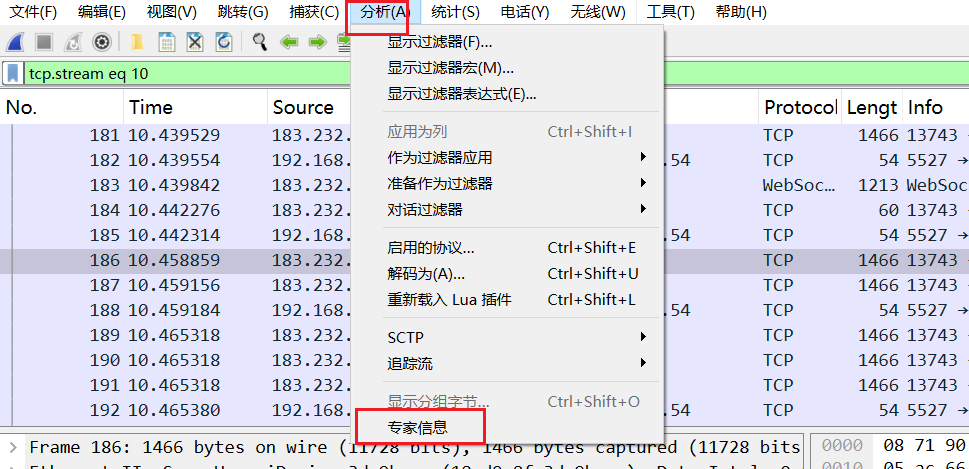 文件(F) 编辑(E) 视图(V) 跳转(G) 捕获(C) 分析(A) 统计(S) 电话(Y) 无线(W) 工具(T) 帮助(H)
tcp.stream eq 10
显示过滤器(F)...
显示过滤器宏(M)...
显示过滤器表达式(E)...
应用为列 Ctrl+Shift+I
作为过滤器应用
准备作为过滤器
对话过滤器
启用的协议... Ctrl+Shift+E
解码为(A)... Ctrl+Shift+U
重新载入 Lua 插件 Ctrl+Shift+L
SCTP
追踪流
显示分组字节... Ctrl+Shift+O
专家信息
No. Time Source Protocol Lengt Info
181 10.439529 183.232. TCP 1466 13743
182 10.439554 192.168. .54 TCP 54 5527 →
183 10.439842 183.232. WebSoc… 1213 WebSoc
184 10.442276 183.232. TCP 60 13743
185 10.442314 192.168. .54 TCP 54 5527 →
186 10.458859 183.232. TCP 1466 13743
187 10.459156 183.232. TCP 1466 13743
188 10.459184 192.168. .54 TCP 54 5527 →
189 10.465318 183.232. TCP 1466 13743
190 10.465318 183.232. TCP 1466 13743
191 10.465318 183.232. TCP 1466 13743
192 10.465380 192.168. .54 TCP 54 5527 →
Frame 186: 1466 bytes on wire (11728 bits), 1466 bytes captured (11728 bits
0000 08 71 90